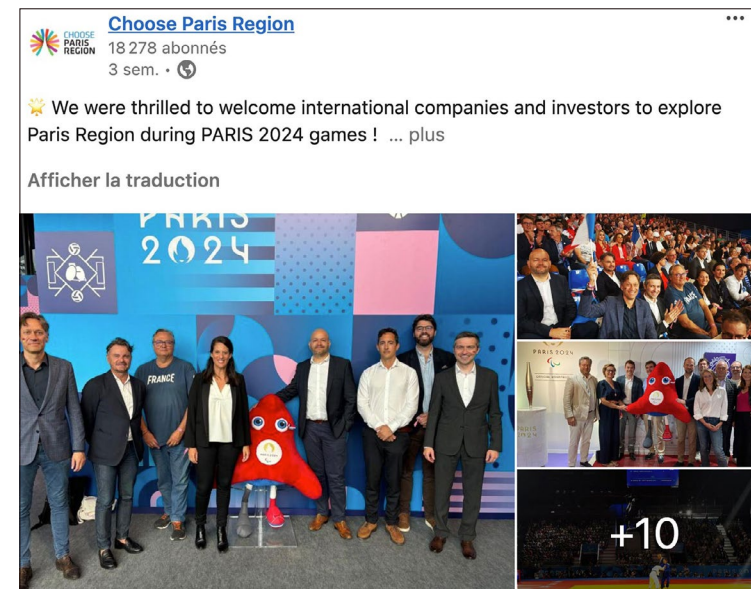 CHOOSE
PARIS
REGION
Choose Paris Region
18 278 abonnés
3 sem. •
We were thrilled to welcome international companies and investors to explore
Paris Region during PARIS 2024 games ! ... plus
Afficher la traduction
PARIS
2024
FRANCE
PARIS 2024
PARIS
2024
+10